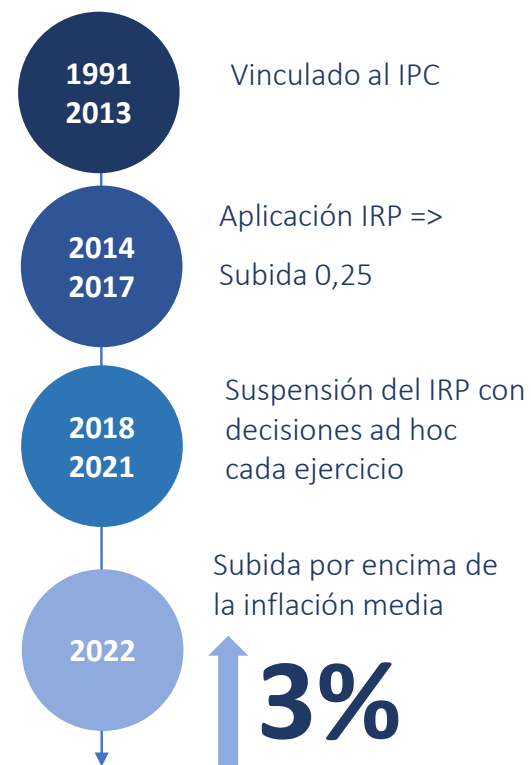 1991
2013
Vinculado al IPC
2014
2017
Aplicación IRP =>
Subida 0,25
2018
2021
Suspensión del IRP con
decisiones ad hoc
cada ejercicio
2022
Subida por encima de
la inflación media
3%